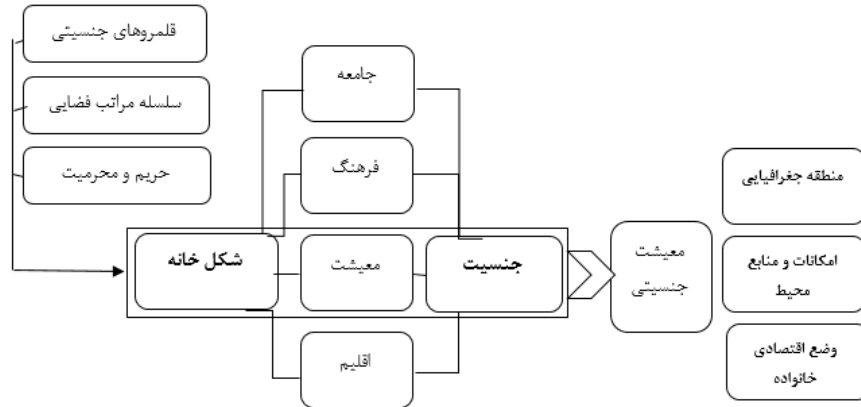 قلمروهای جنسیتی
سلسله مراتب فضایی
حریم و محرمیت
جامعه
فرهنگ
شکل خانه
معیشت
جنسیت
اقلیم
معیشت
جنسیتی
منطقه جغرافیایی
امکانات و منابع
محیط
وضع اقتصادی
خانواده